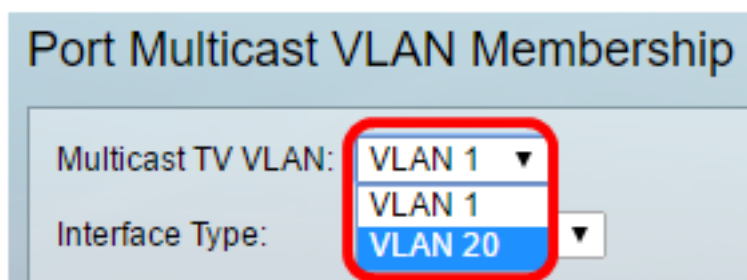 Port Multicast VLAN Membership
Multicast TV VLAN: VLAN 1
VLAN 1
Interface Type: VLAN 20